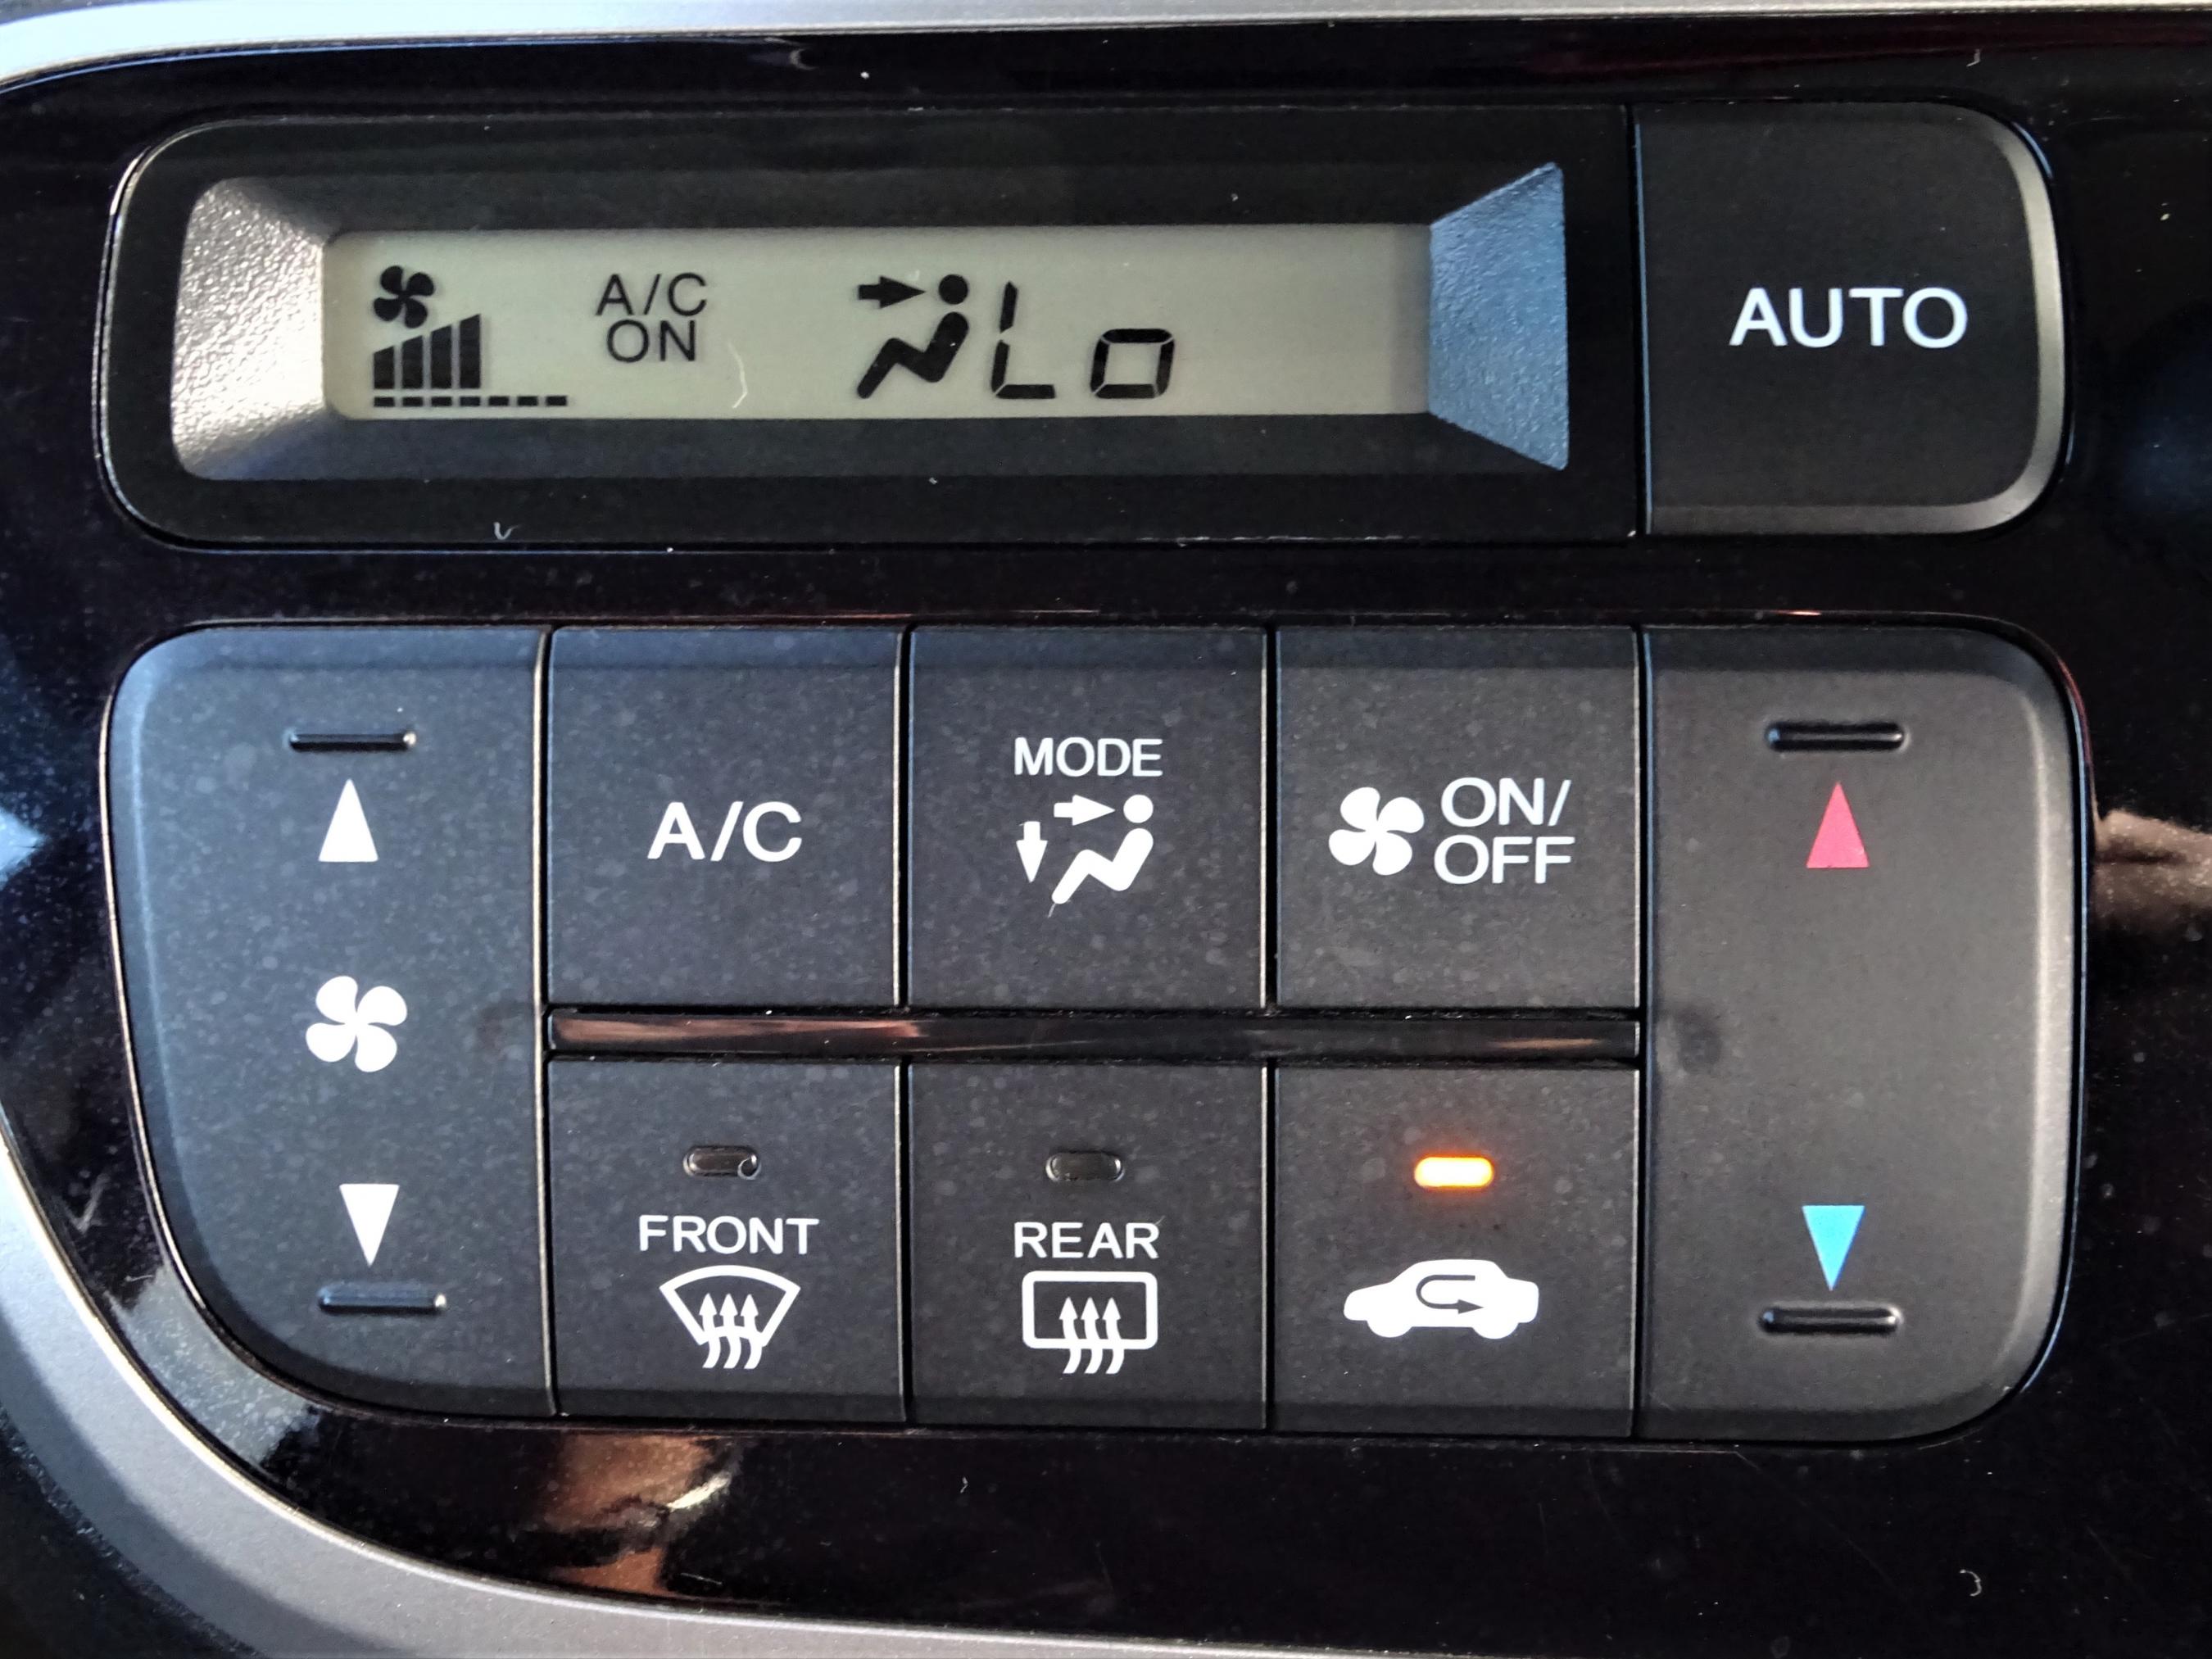 A/C
ON
Lo
AUTO
A/C
MODE
ON/
OFF
FRONT
REAR